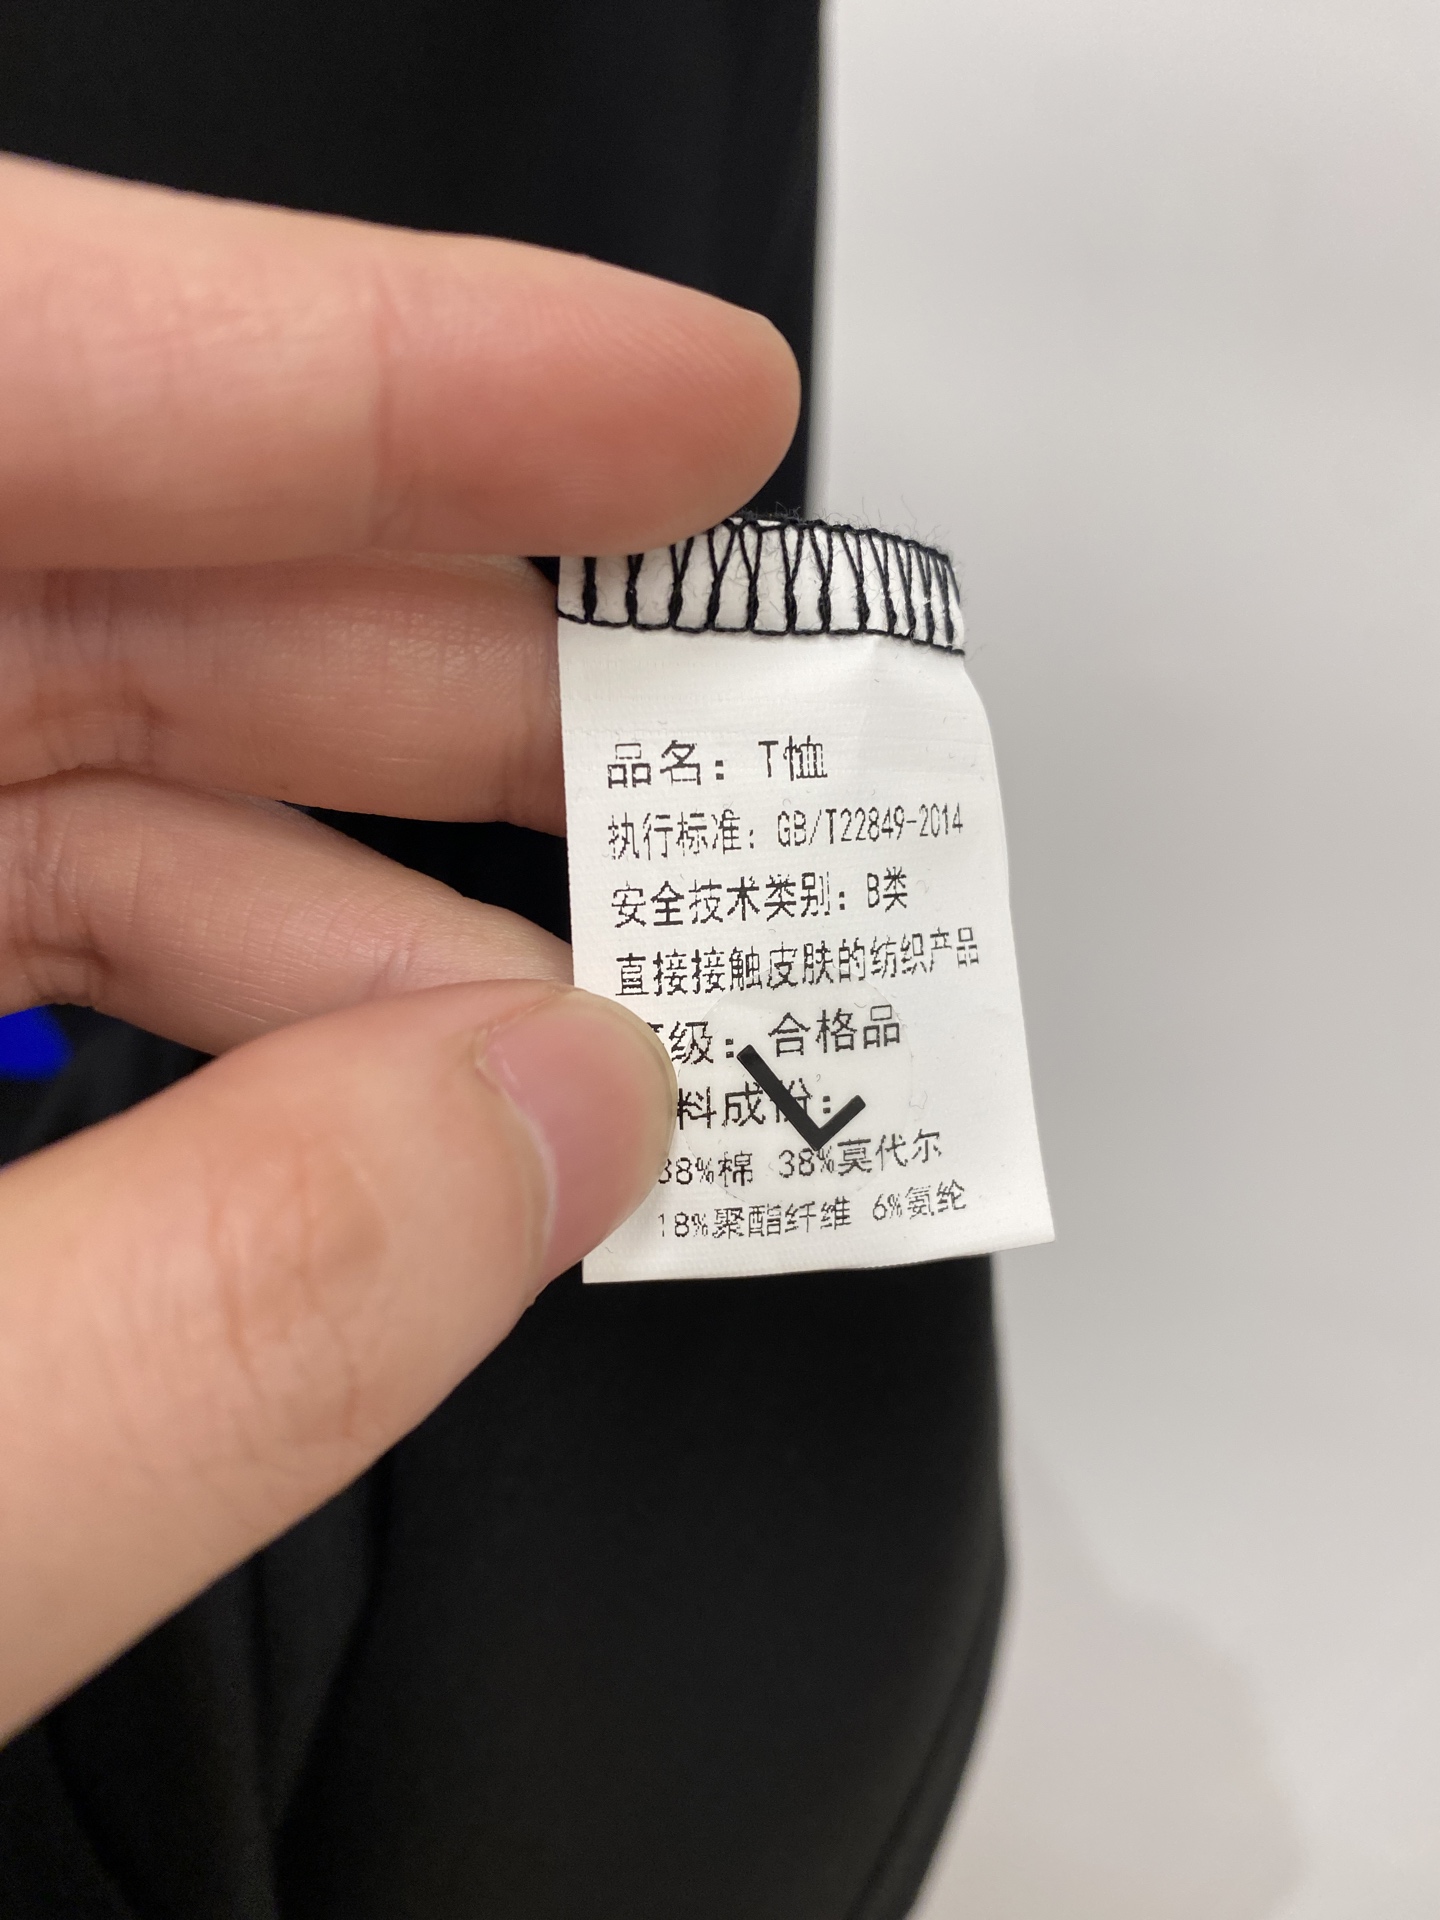 品名：T恤
执行标准：GB/T22849-2014
安全技术类别：B类
直接接触皮肤的纺织产品
级：合格品
料成份：
38%棉 38%莫代尔
18%聚酯纤维 6%氨纶